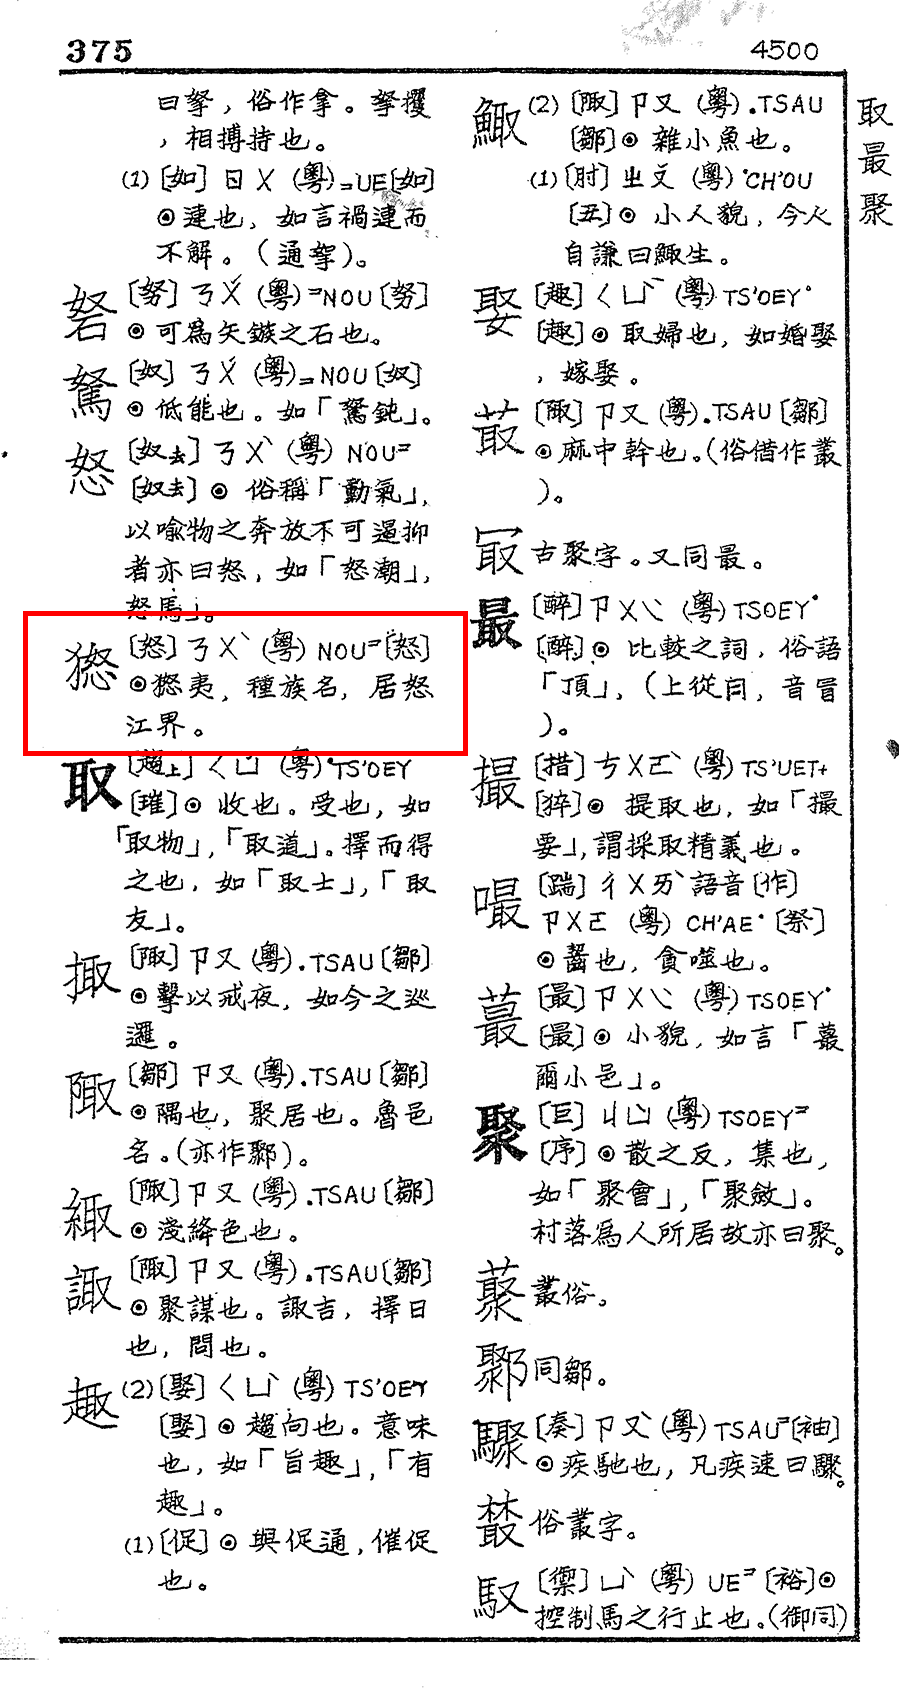 375
4500
曰拏，俗作拿。拏攫
，相搏持也。
(1)[如] ㄖㄨ (粵)=UE[如]
⊙連也，如言禍連而
不解。(通挐)。
砮 [努] ㄋㄨˇ (粵)=NOU[努]
⊙可爲矢鏃之石也。
駑 [奴] ㄋㄨˊ (粵)=NOU[奴]
⊙低能也。如「駑鈍」。
怒 [奴去] ㄋㄨˋ (粵) NOU=
[奴去]⊙俗稱「動氣」，
以喩物之奔放不可遏抑
者亦曰怒，如「怒潮」，
怒馬」。
㺀 [怒] ㄋㄨˋ (粵) NOU=[怒]
⊙㺀夷，種族名，居怒
江界。
取 [趨上] ㄑㄩ (粵)•TS'OEY
[璀]⊙收也。受也，如
「取物」，「取道」。擇而得
之也，如「取士」，「取
友」。
掫 [陬] ㄗㄡ (粵).TSAU[鄒]
⊙擊以戒夜，如今之巡
邏。
陬 [鄒] ㄗㄡ (粵).TSAU[鄒]
⊙隅也，聚居也。魯邑
名。(亦作鄹)。
緅 [陬] ㄗㄡ (粵).TSAU[鄒]
⊙淺絳色也。
諏 [陬] ㄗㄡ (粵).TSAU[鄒]
⊙聚謀也。諏吉，擇日
也，問也。
趣 (2)[娶] ㄑㄩˋ (粵) TS'OEY
[娶]⊙趨向也。意味
也，如「旨趣」，「有
趣」。
(1)[促]⊙與促通，催促
也。
鯫 (2)[陬] ㄗㄡ (粵).TSAU
[鄒]⊙雜小魚也。
(1)[肘] ㄓㄡˇ (粵)•CH'OU
[丑]⊙小人貌，今人
自謙曰鯫生。
娶 [趣] ㄑㄩˋ (粵) TS'OEY•
[趣]⊙取婦也，如婚娶
，嫁娶。
菆 [陬] ㄗㄡ (粵).TSAU[鄒]
⊙麻中幹也。(俗借作叢
)。
冣 古聚字。又同最。
最 [醉] ㄗㄨㄟˋ (粵) TSOEY•
[醉]⊙比較之詞，俗語
「頂」，(上從冃，音冒
)。
撮 [措] ㄘㄨㄛˋ (粵) TS'UET+
[猝]⊙提取也，如「撮
要」，謂採取精義也。
嘬 [踹] ㄔㄨㄞˋ語音[作]
ㄗㄨㄛ (粵) CH'AE•[祭]
⊙齧也，貪噬也。
蕞 [最] ㄗㄨㄟˋ (粵) TSOEY•
[最]⊙小貌，如言「蕞
爾小邑」。
聚 [巨] ㄐㄩˋ (粵) TSOEY=
[序]⊙散之反，集也，
如「聚會」，「聚斂」。
村落爲人所居故亦曰聚。
藂 叢俗。
鄹 同鄒。
驟 [奏] ㄗㄡˋ (粵) TSAU=[袖]
⊙疾馳也，凡疾速曰驟。
藂 俗叢字。
馭 [禦] ㄩˋ (粵) UE=[裕]⊙
控制馬之行止也。(御同)
取
最
聚